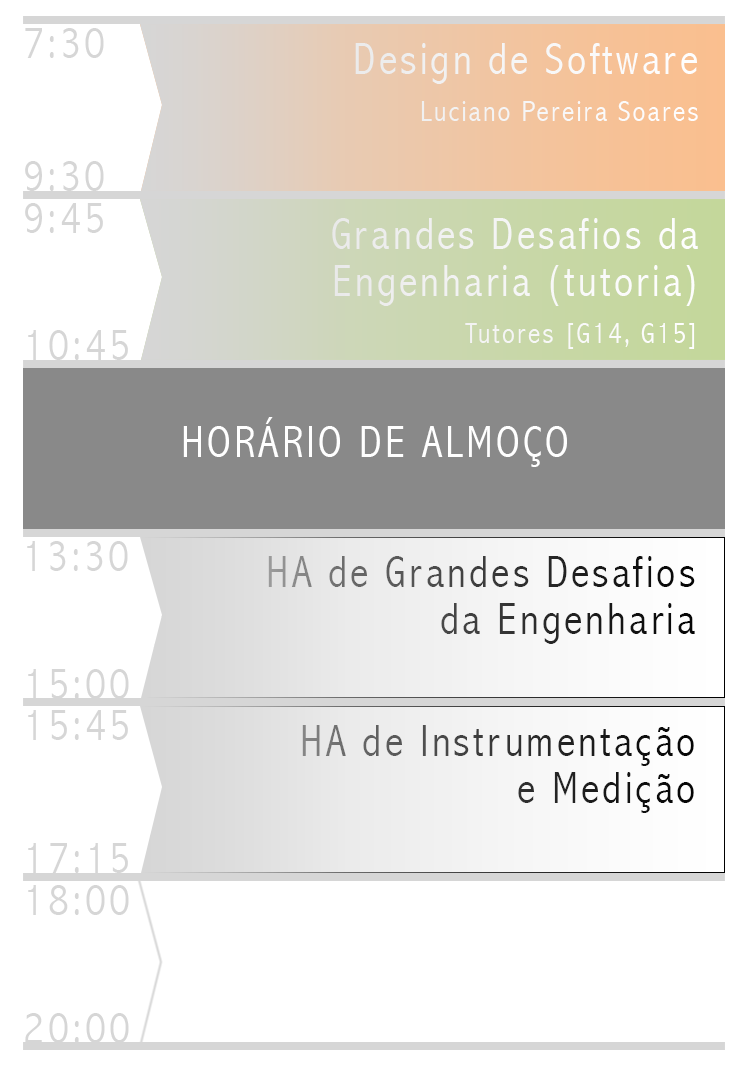 7:30
Design de Software
Luciano Pereira Soares
9:30
9:45
Grandes Desafios da
Engenharia (tutoria)
Tutores [G14, G15]
10:45
HORÁRIO DE ALMOÇO
13:30
HA de Grandes Desafios
da Engenharia
15:00
15:45
HA de Instrumentação
e Medição
17:15
18:00
20:00